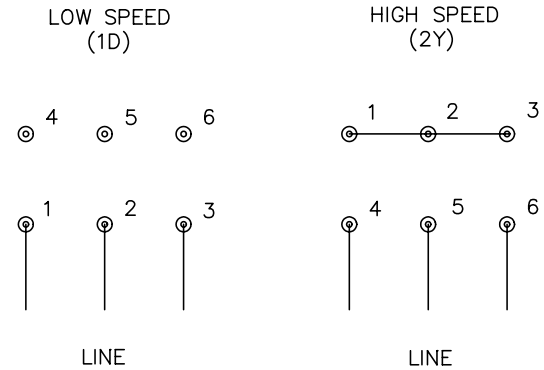 LOW SPEED
(1D)
4 5 6
1 2 3
LINE
HIGH SPEED
(2Y)
1 2 3
4 5 6
LINE